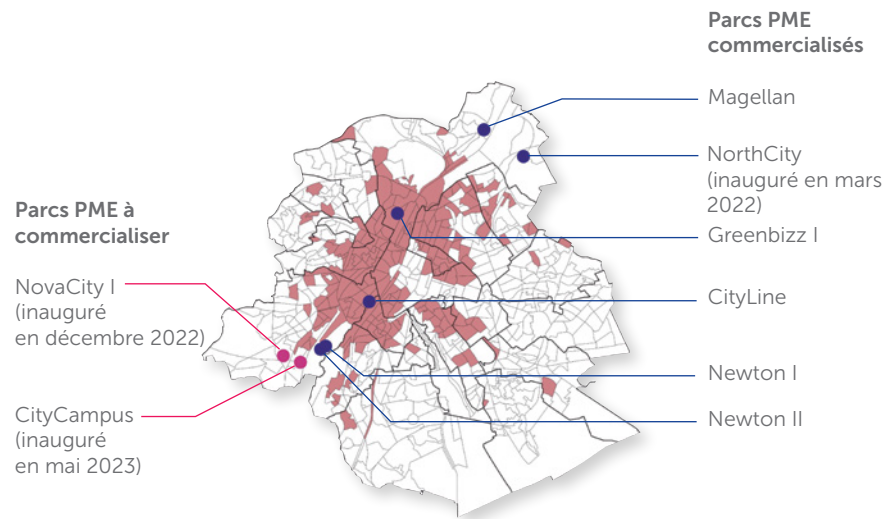 Parcs PME
commercialisés
Magellan
NorthCity
(inauguré en mars
2022)
Greenbizz I
CityLine
Newton I
Newton II
Parcs PME à
commercialiser
NovaCity I
(inauguré
en décembre 2022)
CityCampus
(inauguré
en mai 2023)